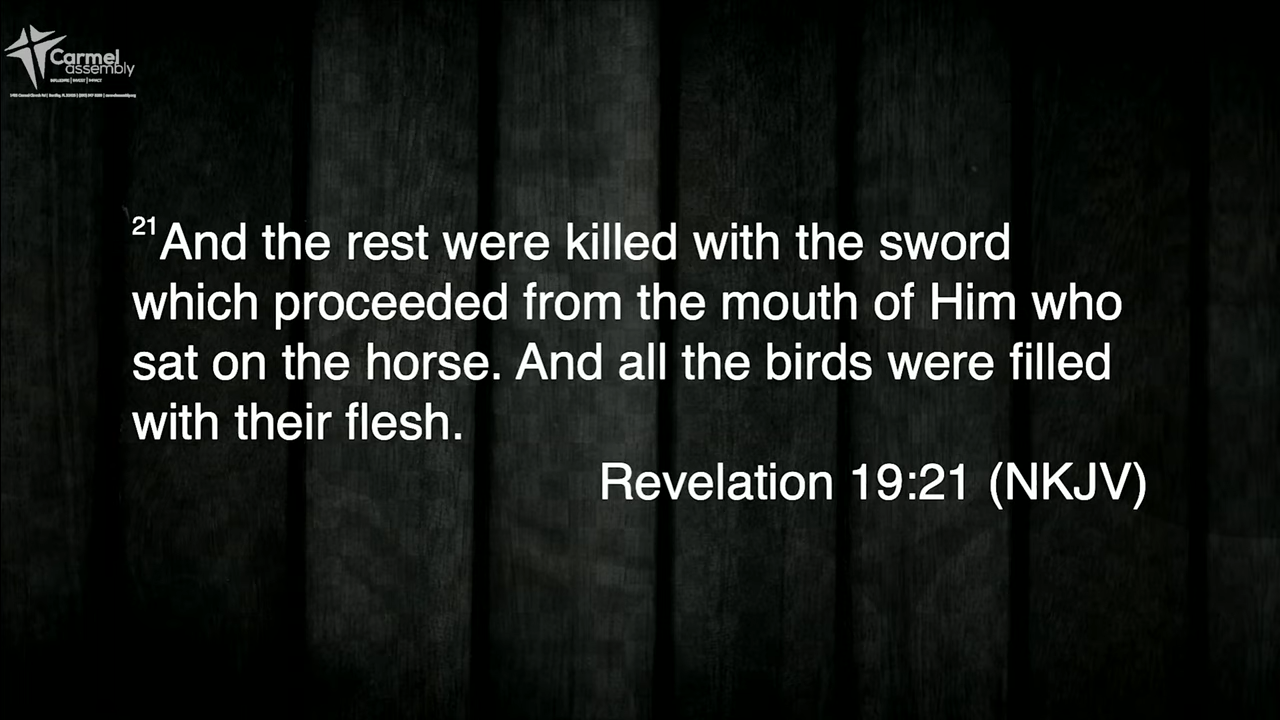 Carmel
assembly
21And the rest were killed with the sword
which proceeded from the mouth of Him who
sat on the horse. And all the birds were filled
with their flesh.
Revelation 19:21 (NKJV)